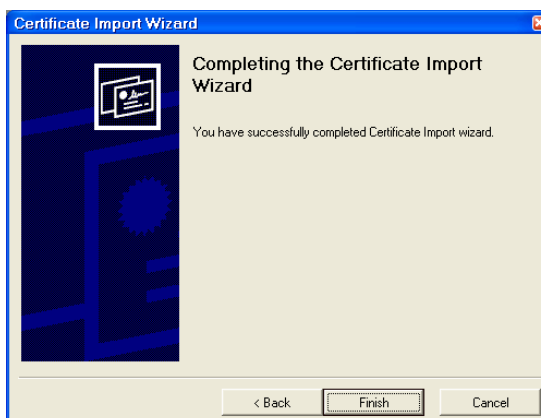 Certificate Import Wizard
Completing the Certificate Import
Wizard
You have successfully completed Certificate Import wizard.
< Back
Finish
Cancel